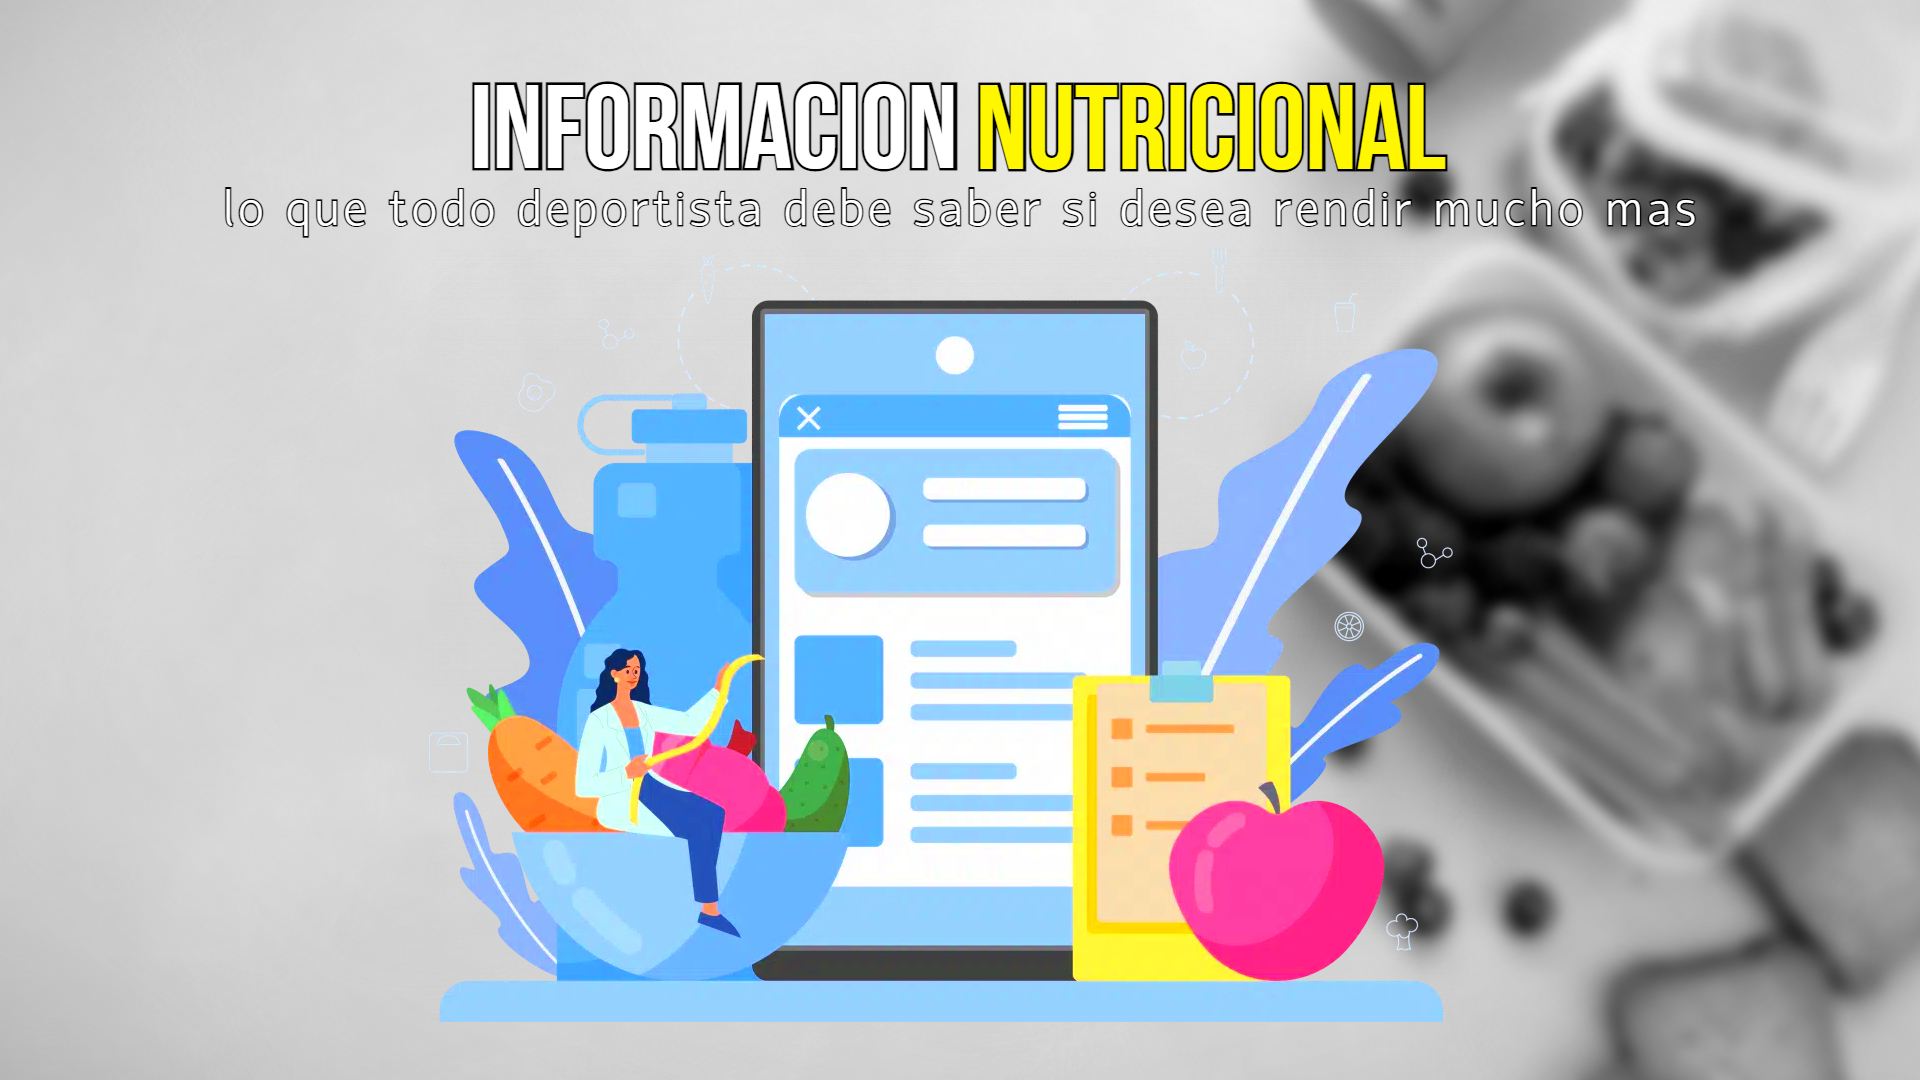 INFORMACION NUTRICIONAL
lo que todo deportista debe saber si desea rendir mucho mas